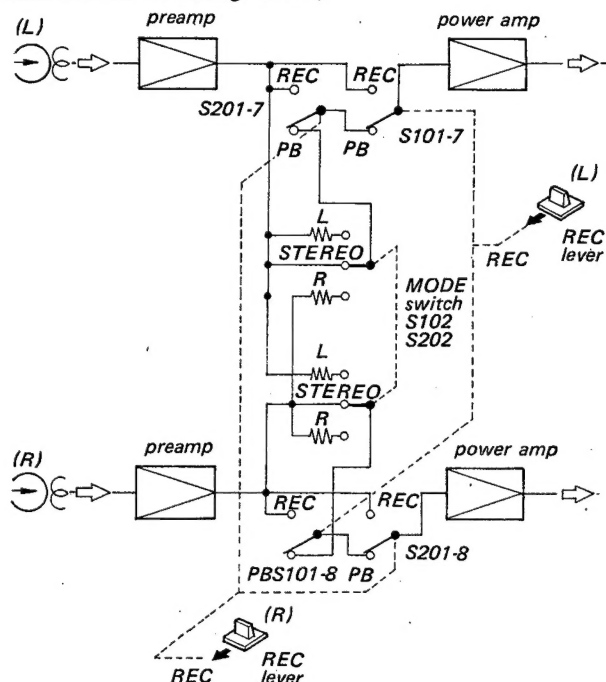 (L)
preamp
power amp
REC
REC
S201-7
S101-7
PB
PB
(L)
REC
lever
REC
L
STEREO
R
MODE
switch
S102
S202
L
STEREO
R
(R)
preamp
power amp
REC
REC
S201-8
PBS101-8
PB
(R)
REC
REC
lever